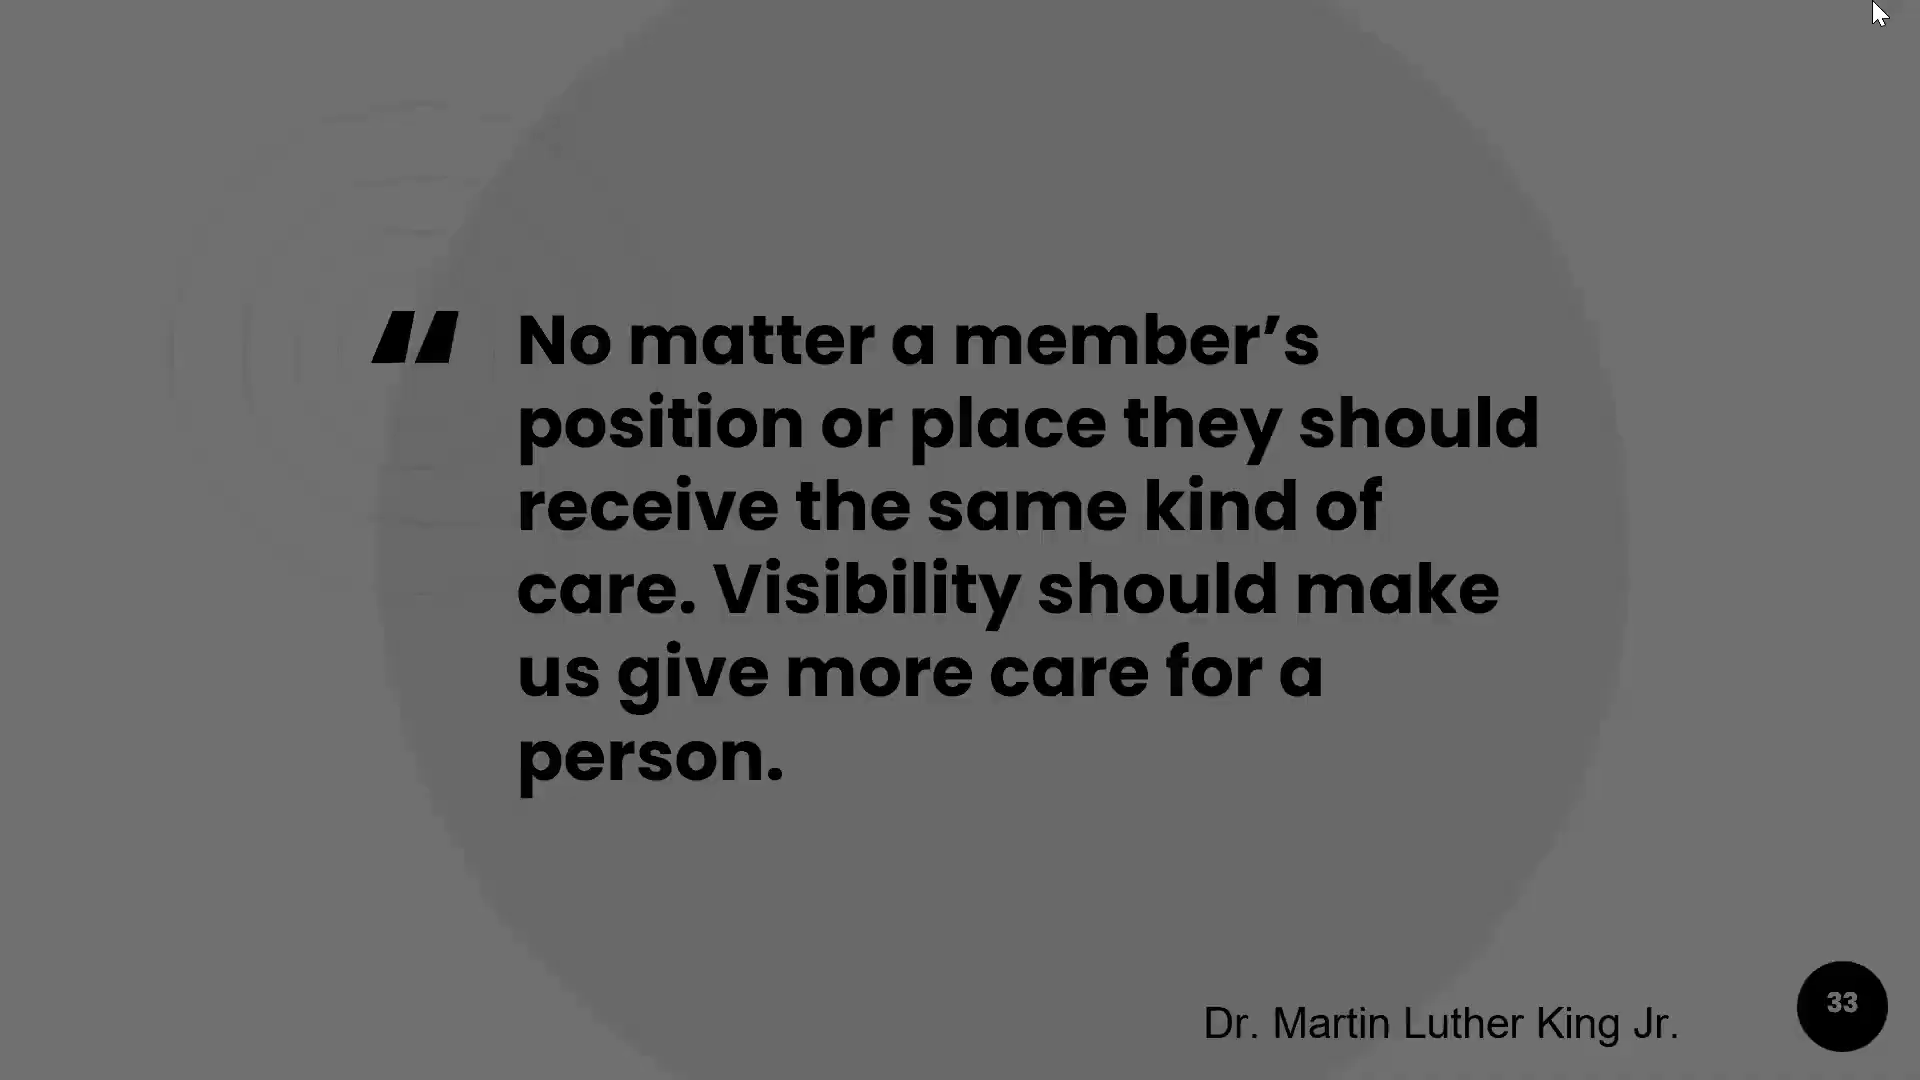 “ No matter a member’s
position or place they should
receive the same kind of
care. Visibility should make
us give more care for a
person.
Dr. Martin Luther King Jr.
33